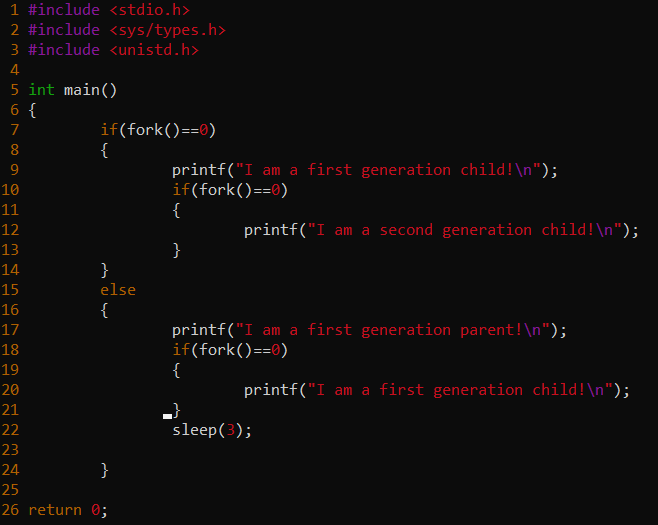 1 #include <stdio.h>
2 #include <sys/types.h>
3 #include <unistd.h>
4
5 int main()
6 {
7         if(fork()==0)
8         {
9                 printf("I am a first generation child!\n");
10                 if(fork()==0)
11                 {
12                         printf("I am a second generation child!\n");
13                 }
14         }
15         else
16         {
17                 printf("I am a first generation parent!\n");
18                 if(fork()==0)
19                 {
20                         printf("I am a first generation child!\n");
21                 }
22                 sleep(3);
23
24         }
25
26 return 0;